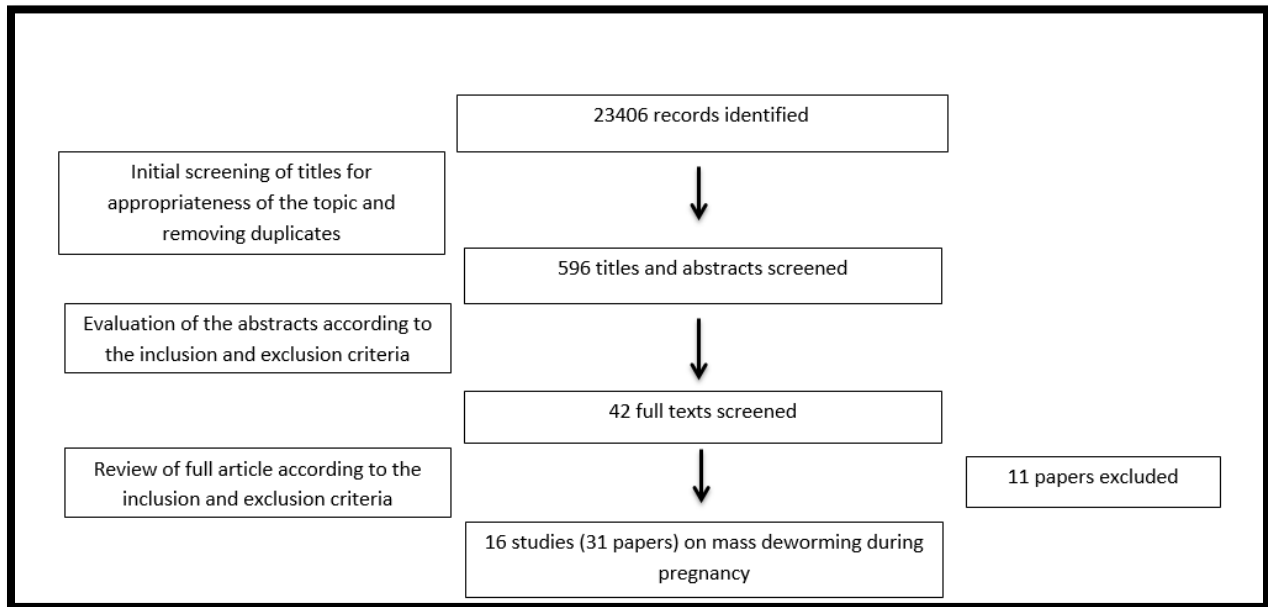 23406 records identified
Initial screening of titles for
appropriateness of the topic and
removing duplicates
596 titles and abstracts screened
Evaluation of the abstracts according to
the inclusion and exclusion criteria
42 full texts screened
Review of full article according to the
inclusion and exclusion criteria
11 papers excluded
16 studies (31 papers) on mass deworming during
pregnancy